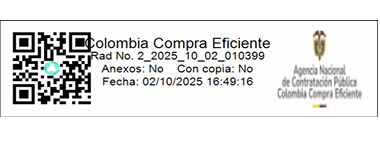 Colombia Compra Eficiente
Rad No. 2_2025_10_02_010399
Anexos: No Con copia: No
Fecha: 02/10/2025 16:49:16
Agencia Nacional
de Contratación Pública
Colombia Compra Eficiente